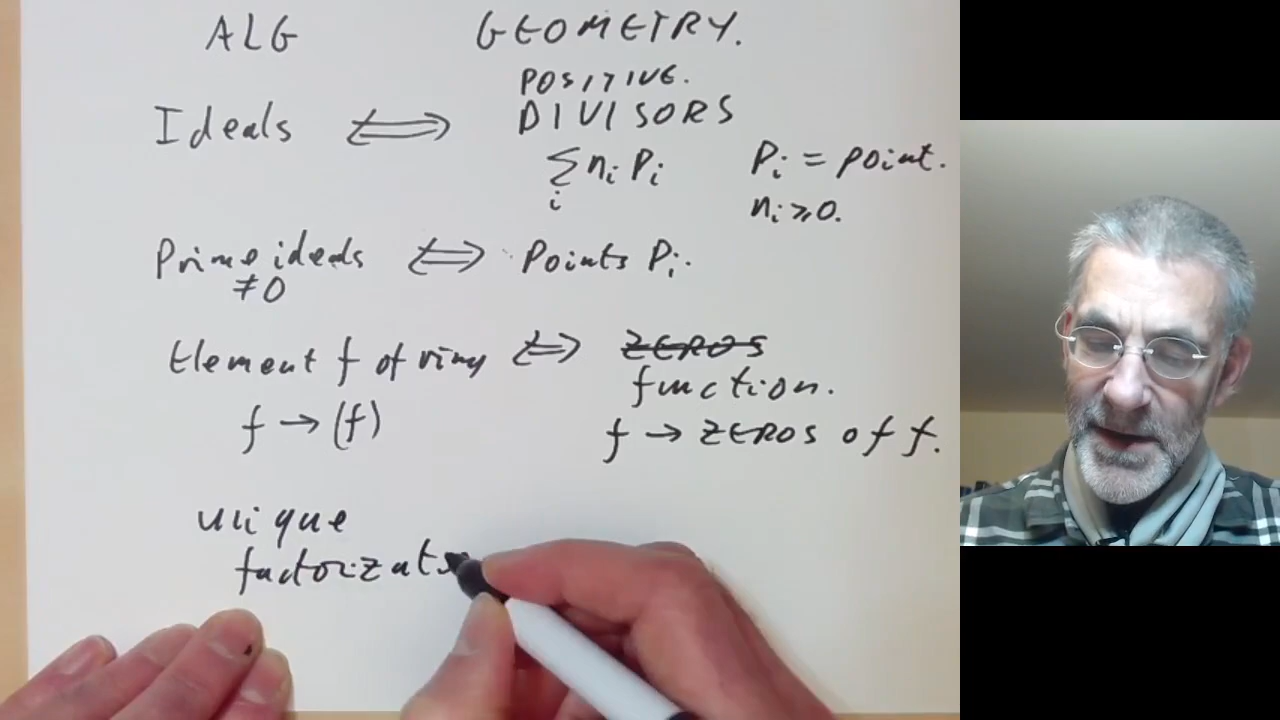 ALG GEOMETRY.
POSITIVE.
Ideals ⟺ DIVISORS
∑ᵢ nᵢ Pᵢ Pᵢ = point.
nᵢ ≥ 0.
Prime ideals ⟺ Points Pᵢ.
≠ 0
Element f of ring ⟺ ZEROS
function.
f → (f) f → ZEROS of f.
unique
factorizati